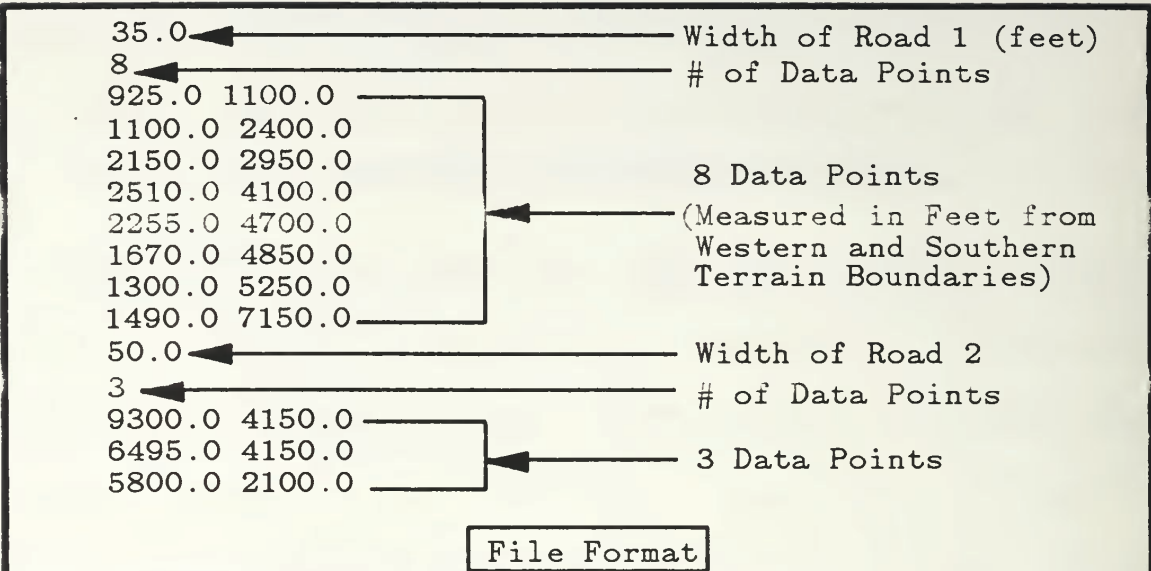 35.0 Width of Road 1 (feet)
8 # of Data Points
925.0 1100.0
1100.0 2400.0
2150.0 2950.0
2510.0 4100.0
2255.0 4700.0
1670.0 4850.0
1300.0 5250.0
1490.0 7150.0
8 Data Points
(Measured in Feet from
Western and Southern
Terrain Boundaries)
50.0 Width of Road 2
3 # of Data Points
9300.0 4150.0
6495.0 4150.0
5800.0 2100.0
3 Data Points
File Format